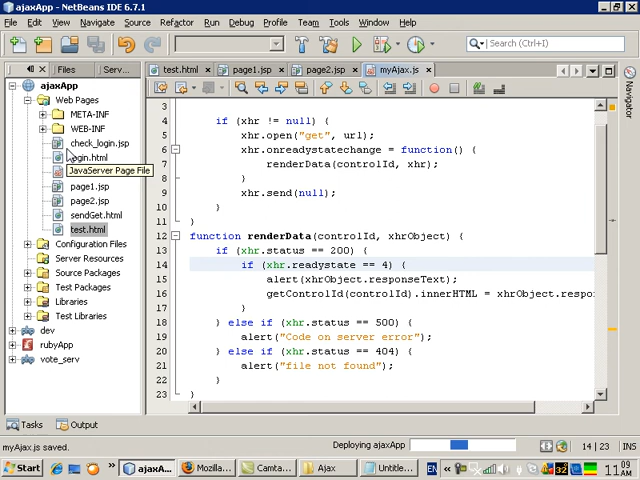 ajaxApp - NetBeans IDE 6.7.1
File Edit View Navigate Source Refactor Run Debug Profile Team Tools Window Help
Search (Ctrl+I)
Files Serv...
test.html page1.jsp page2.jsp myAjax.js
ajaxApp
Web Pages
META-INF
WEB-INF
check_login.jsp
login.html
JavaServer Page File
page1.jsp
page2.jsp
sendGet.html
test.html
Configuration Files
Server Resources
Source Packages
Test Packages
Libraries
Test Libraries
dev
rubyApp
vote_serv
3
4 if (xhr != null) {
5 xhr.open("get", url);
6 xhr.onreadystatechange = function() {
7 renderData(controlId, xhr);
8 }
9 xhr.send(null);
10 }
11 }
12 function renderData(controlId, xhrObject) {
13 if (xhr.status == 200) {
14 if (xhr.readystate == 4) {
15 alert(xhrObject.responseText);
16 getControlId(controlId).innerHTML = xhrObject.respo
17 }
18 } else if (xhr.status == 500) {
19 alert("Code on server error");
20 } else if (xhr.status == 404) {
21 alert("file not found");
22 }
23 }
Navigator
Tasks Output
myAjax.js saved.
Deploying ajaxApp
14 | 23 INS
Start ajaxA... Mozilla... Camta... Ajax Untitle... EN 32 11 09 AM